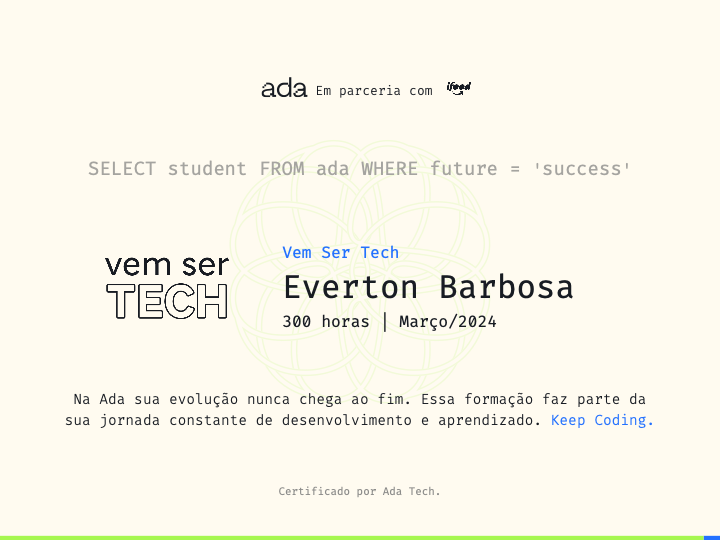 ada Em parceria com ifood
SELECT student FROM ada WHERE future = 'success'
vem ser
TECH
Vem Ser Tech
Everton Barbosa
300 horas | Março/2024
Na Ada sua evolução nunca chega ao fim. Essa formação faz parte da
sua jornada constante de desenvolvimento e aprendizado. Keep Coding.
Certificado por Ada Tech.